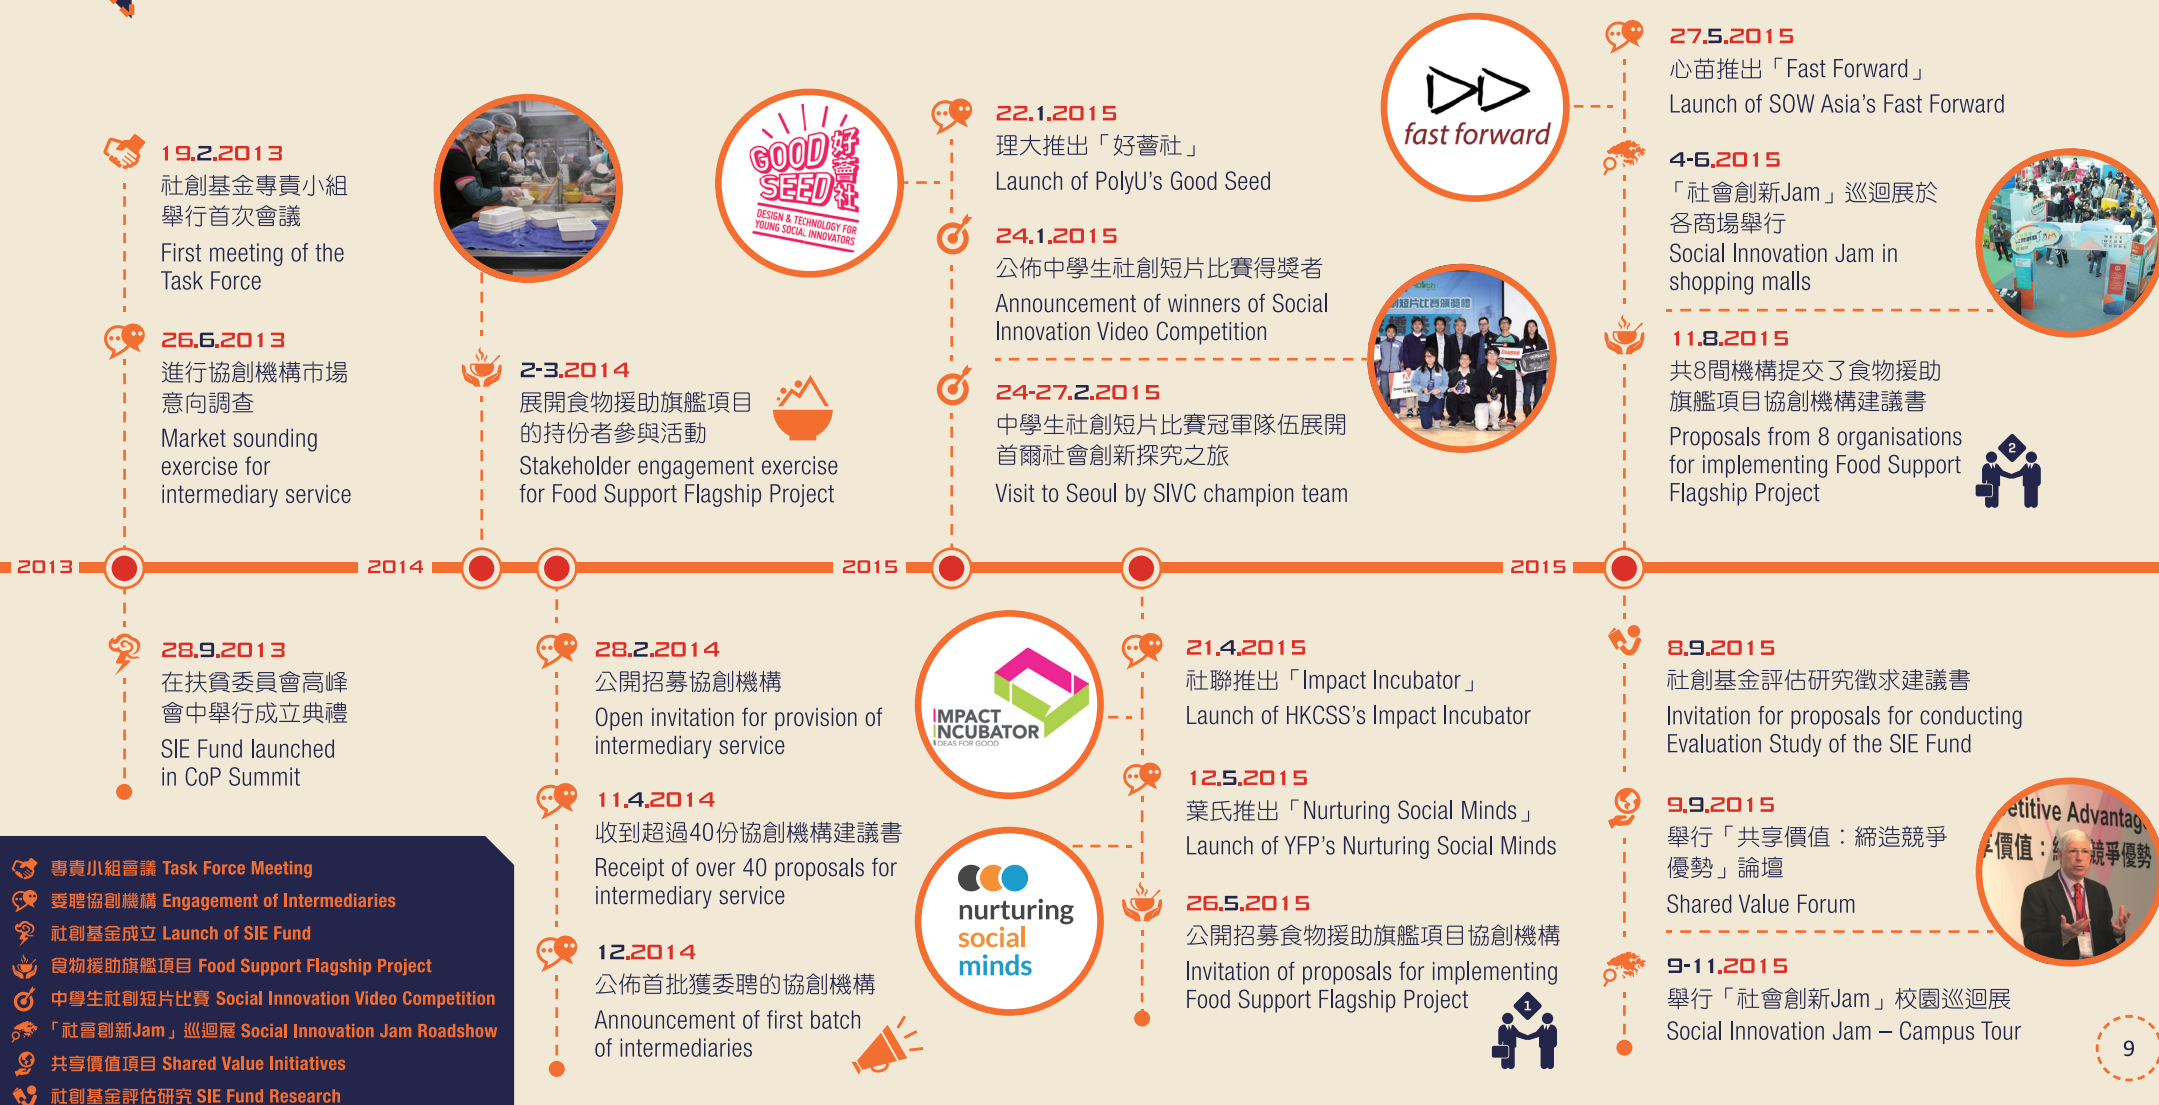 19.2.2013
社創基金專責小組
舉行首次會議
First meeting of the
Task Force
26.6.2013
進行協創機構市場
意向調查
Market sounding
exercise for
intermediary service
2-3.2014
展開食物援助旗艦項目
的持份者參與活動
Stakeholder engagement exercise
for Food Support Flagship Project
GOOD
SEED
好薈社
DESIGN & TECHNOLOGY FOR
YOUNG SOCIAL INNOVATORS
22.1.2015
理大推出「好薈社」
Launch of PolyU's Good Seed
24.1.2015
公佈中學生社創短片比賽得獎者
Announcement of winners of Social
Innovation Video Competition
24-27.2.2015
中學生社創短片比賽冠軍隊伍展開
首爾社會創新探究之旅
Visit to Seoul by SIVC champion team
創短片比賽頒獎禮
fast forward
27.5.2015
心苗推出「Fast Forward」
Launch of SOW Asia's Fast Forward
4-6.2015
「社會創新Jam」巡迴展於
各商場舉行
Social Innovation Jam in
shopping malls
11.8.2015
共8間機構提交了食物援助
旗艦項目協創機構建議書
Proposals from 8 organisations
for implementing Food Support
Flagship Project
2
2013
2014
2015
2015
28.9.2013
在扶貧委員會高峰
會中舉行成立典禮
SIE Fund launched
in CoP Summit
28.2.2014
公開招募協創機構
Open invitation for provision of
intermediary service
11.4.2014
收到超過40份協創機構建議書
Receipt of over 40 proposals for
intermediary service
12.2014
公佈首批獲委聘的協創機構
Announcement of first batch
of intermediaries
IMPACT
INCUBATOR
IDEAS FOR GOOD
nurturing
social
minds
21.4.2015
社聯推出「Impact Incubator」
Launch of HKCSS's Impact Incubator
12.5.2015
葉氏推出「Nurturing Social Minds」
Launch of YFP's Nurturing Social Minds
26.5.2015
公開招募食物援助旗艦項目協創機構
Invitation of proposals for implementing
Food Support Flagship Project
1
8.9.2015
社創基金評估研究徵求建議書
Invitation for proposals for conducting
Evaluation Study of the SIE Fund
9.9.2015
舉行「共享價值：締造競爭
優勢」論壇
Shared Value Forum
etitive Advantag
享價值：締造競爭優勢
9-11.2015
舉行「社會創新Jam」校園巡迴展
Social Innovation Jam – Campus Tour
專責小組會議 Task Force Meeting
委聘協創機構 Engagement of Intermediaries
社創基金成立 Launch of SIE Fund
食物援助旗艦項目 Food Support Flagship Project
中學生社創短片比賽 Social Innovation Video Competition
「社會創新Jam」巡迴展 Social Innovation Jam Roadshow
共享價值項目 Shared Value Initiatives
社創基金評估研究 SIE Fund Research
9